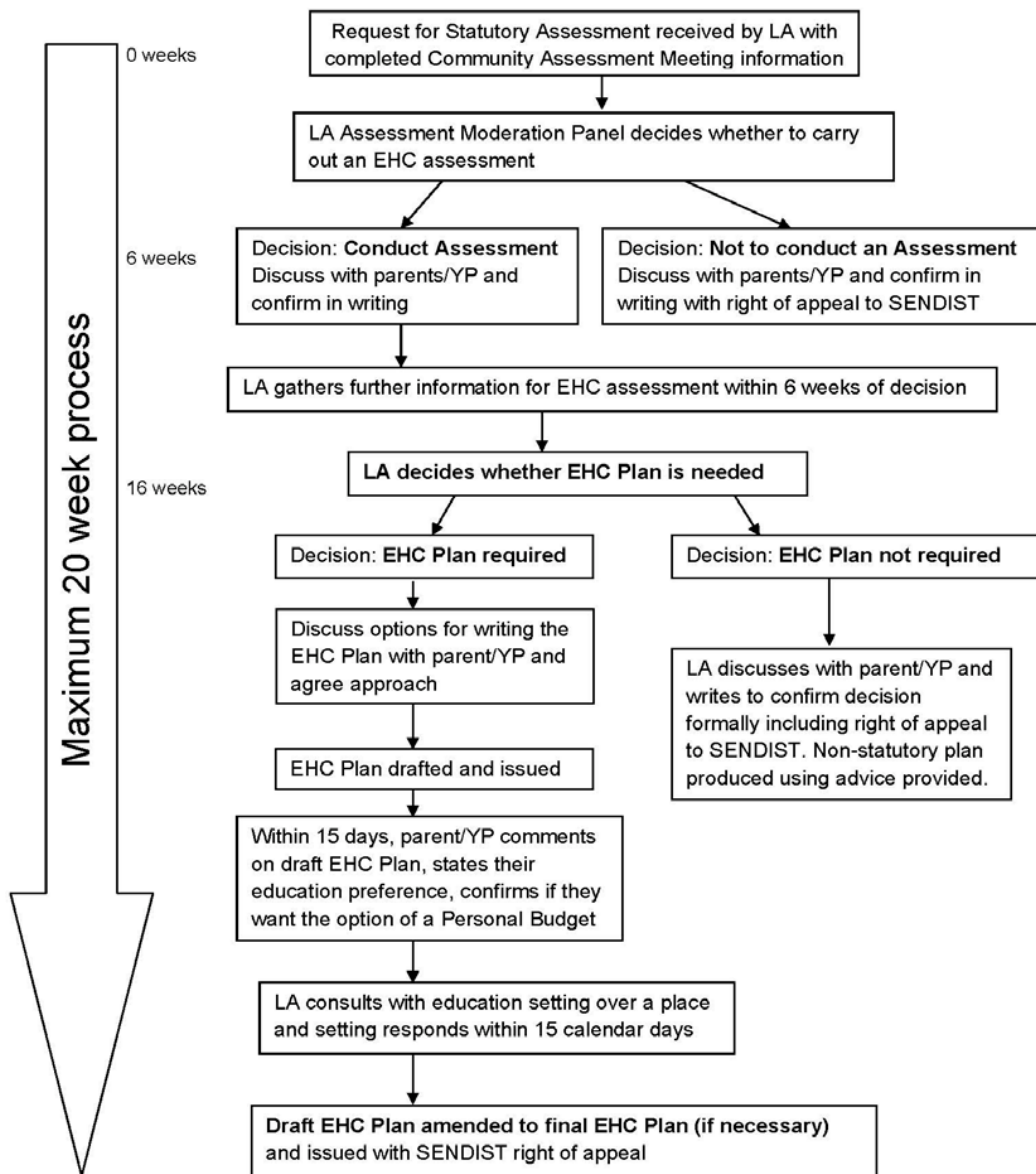 0 weeks
Request for Statutory Assessment received by LA with
completed Community Assessment Meeting information
LA Assessment Moderation Panel decides whether to carry
out an EHC assessment
6 weeks
Decision: Conduct Assessment
Discuss with parents/YP and
confirm in writing
Decision: Not to conduct an Assessment
Discuss with parents/YP and confirm in
writing with right of appeal to SENDIST
LA gathers further information for EHC assessment within 6 weeks of decision
Maximum 20 week process
16 weeks
LA decides whether EHC Plan is needed
Decision: EHC Plan required
Decision: EHC Plan not required
Discuss options for writing the
EHC Plan with parent/YP and
agree approach
LA discusses with parent/YP and
writes to confirm decision
formally including right of appeal
to SENDIST. Non-statutory plan
produced using advice provided.
EHC Plan drafted and issued
Within 15 days, parent/YP comments
on draft EHC Plan, states their
education preference, confirms if they
want the option of a Personal Budget
LA consults with education setting over a place
and setting responds within 15 calendar days
Draft EHC Plan amended to final EHC Plan (if necessary)
and issued with SENDIST right of appeal